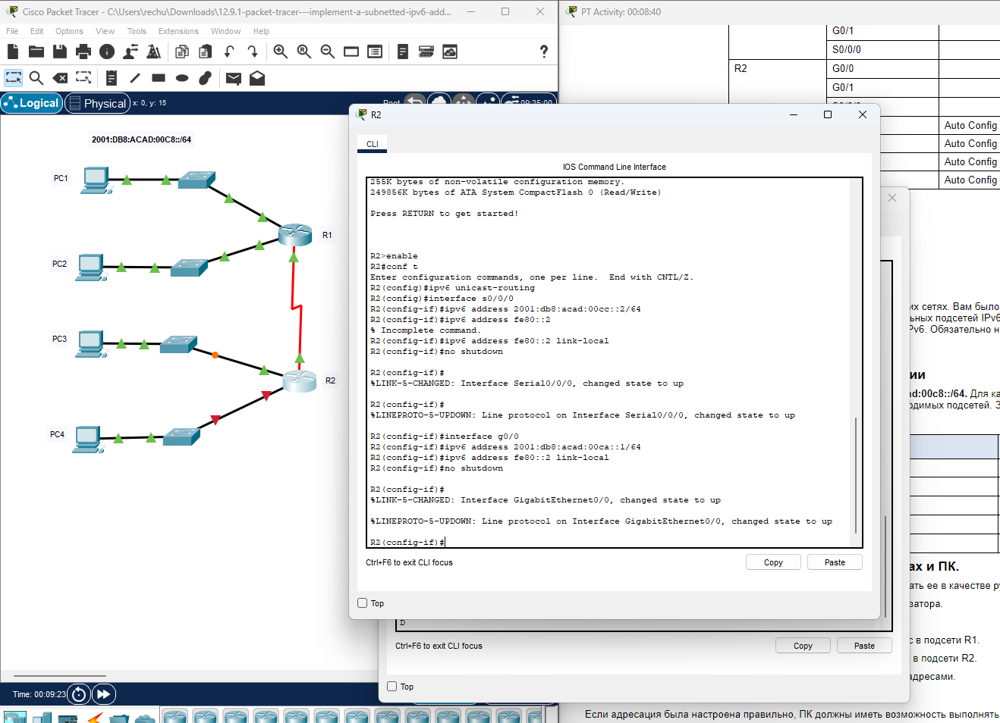 Cisco Packet Tracer - C:\Users\rechu\Downloads\12.9.1-packet-tracer---implement-a-subnetted-ipv6-add...
File Edit Options View Tools Extensions Window Help
?
Logical
Physical
x: 0, y: 15
Root
09:35:00
2001:DB8:ACAD:00C8::/64
PC1
R1
PC2
PC3
R2
PC4
Time: 00:09:23
PT Activity: 00:08:40
G0/1
S0/0/0
R2
G0/0
G0/1
Auto Config
Auto Config
Auto Config
Auto Config
R2
CLI
IOS Command Line Interface
255K bytes of non-volatile configuration memory.
249856K bytes of ATA System CompactFlash 0 (Read/Write)
Press RETURN to get started!
R2>enable
R2#conf t
Enter configuration commands, one per line. End with CNTL/Z.
R2(config)#ipv6 unicast-routing
R2(config)#interface s0/0/0
R2(config-if)#ipv6 address 2001:db8:acad:00cc::2/64
R2(config-if)#ipv6 address fe80::2
% Incomplete command.
R2(config-if)#ipv6 address fe80::2 link-local
R2(config-if)#no shutdown
R2(config-if)#
%LINK-5-CHANGED: Interface Serial0/0/0, changed state to up
R2(config-if)#
%LINEPROTO-5-UPDOWN: Line protocol on Interface Serial0/0/0, changed state to up
R2(config-if)#interface g0/0
R2(config-if)#ipv6 address 2001:db8:acad:00ca::1/64
R2(config-if)#ipv6 address fe80::2 link-local
R2(config-if)#no shutdown
R2(config-if)#
%LINK-5-CHANGED: Interface GigabitEthernet0/0, changed state to up
%LINEPROTO-5-UPDOWN: Line protocol on Interface GigabitEthernet0/0, changed state to up
R2(config-if)#
Ctrl+F6 to exit CLI focus
Copy
Paste
Top
D
Ctrl+F6 to exit CLI focus
Copy
Paste
Top
их сетях. Вам было
ьных подсетей IPv6
Pv6. Обязательно н
ии
d:00c8::/64. Для ка
одимых подсетей. З
ах и ПК.
ать ее в качестве ру
затора.
с в подсети R1.
с в подсети R2.
адресами.
Если адресация была настроена правильно, ПК должны иметь возможность выполнять